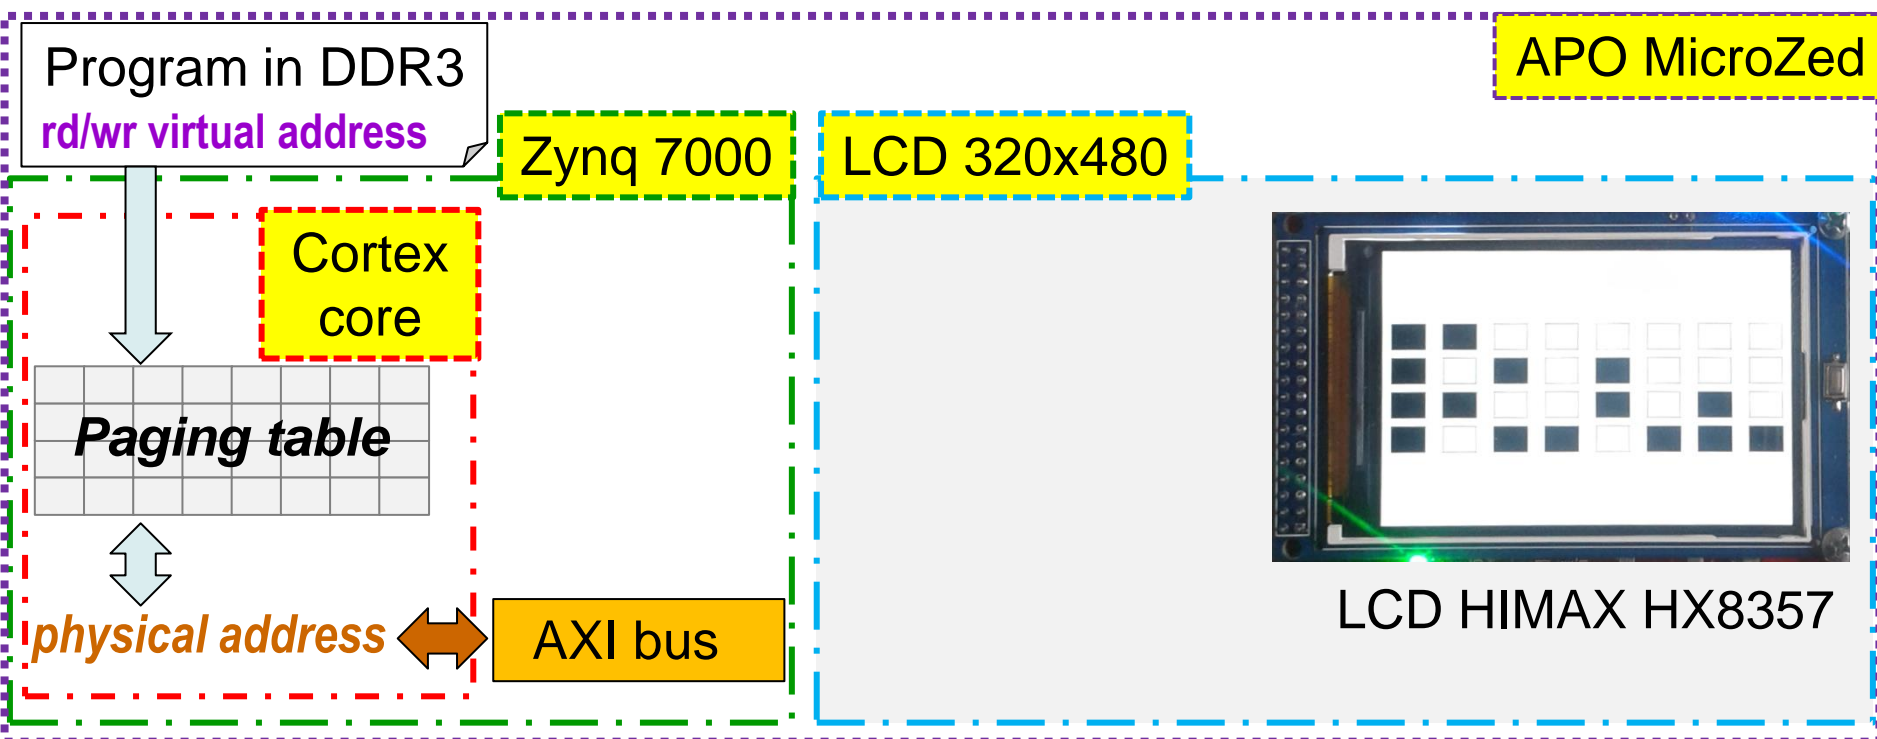 Program in DDR3
rd/wr virtual address
APO MicroZed
Zynq 7000
LCD 320x480
Cortex
core
Paging table
physical address
AXI bus
LCD HIMAX HX8357